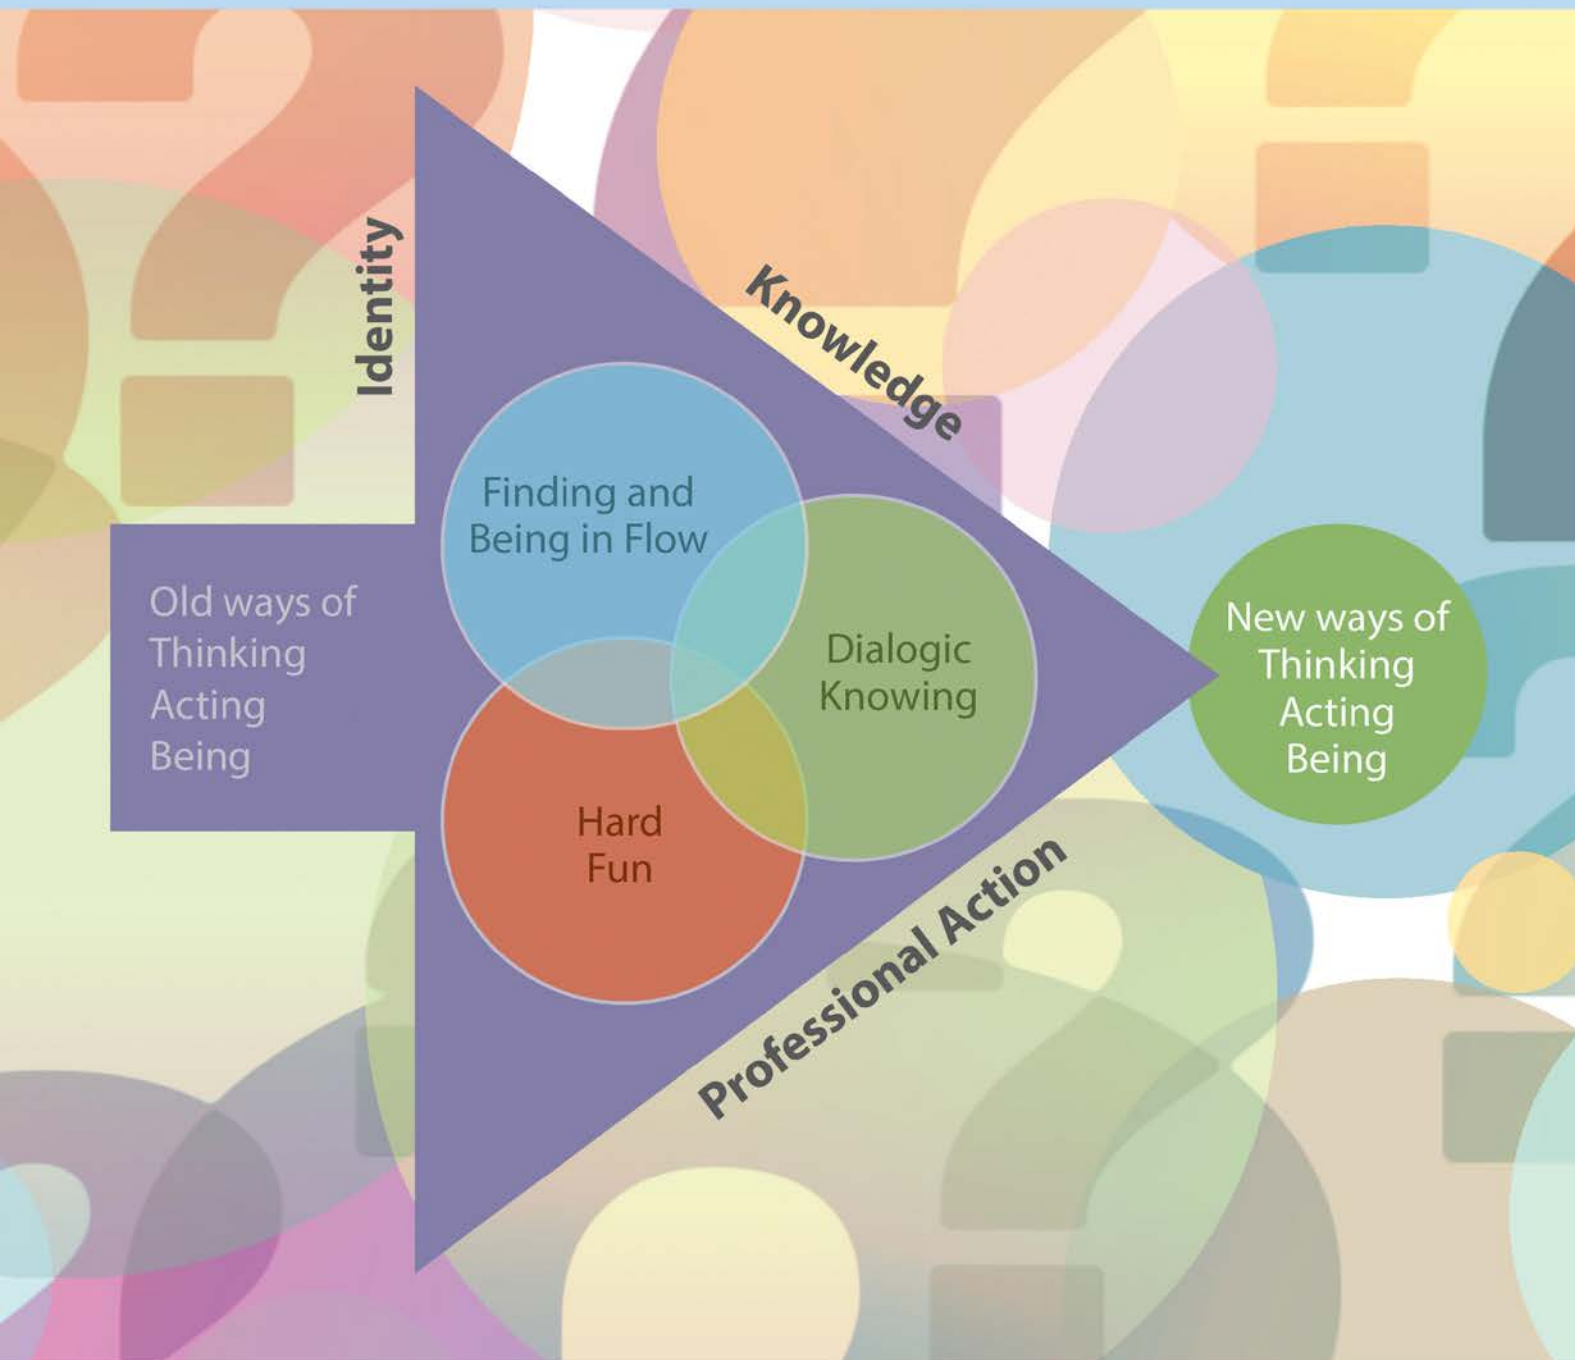 Identity
Knowledge
Finding and
Being in Flow
Old ways of
Thinking
Acting
Being
Dialogic
Knowing
New ways of
Thinking
Acting
Being
Hard
Fun
Professional Action